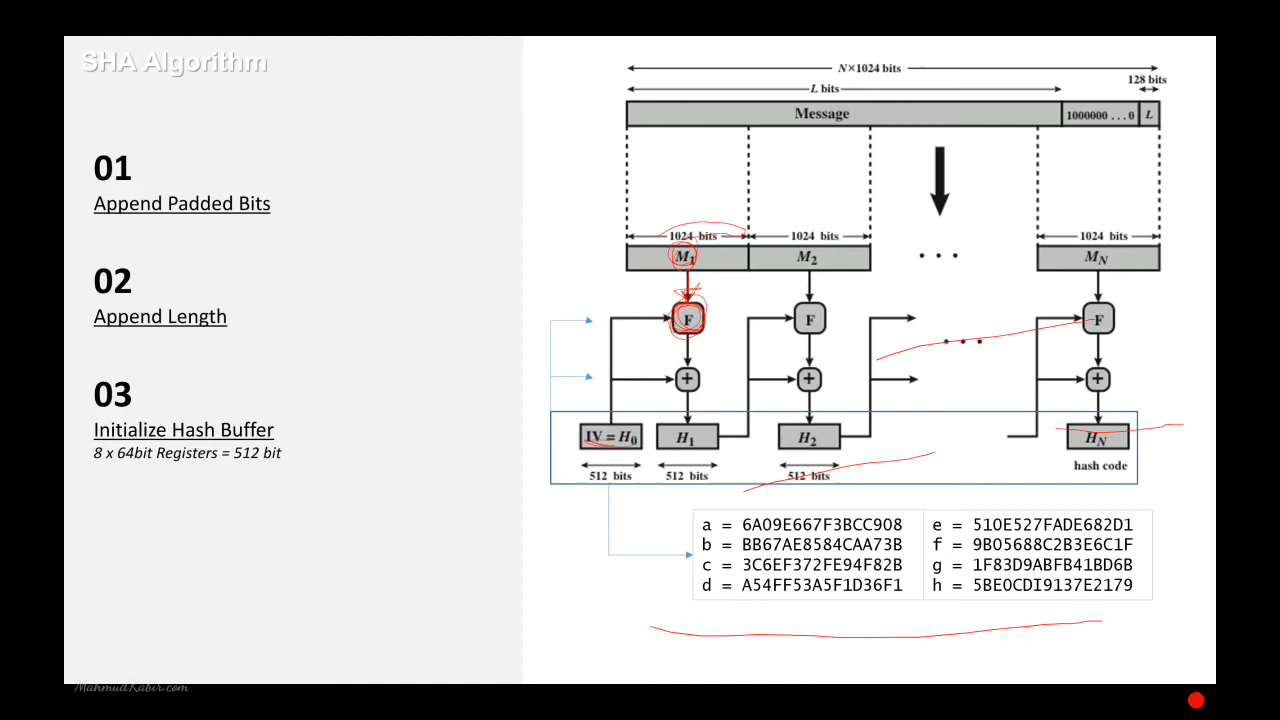 SHA Algorithm
01
Append Padded Bits
02
Append Length
03
Initialize Hash Buffer
8 x 64bit Registers = 512 bit
N×1024 bits
128 bits
L bits
Message 1000000 . . . 0 L
1024 bits 1024 bits 1024 bits
M1 M2 • • • MN
F F F
• • •
+ + +
IV = H0 H1 H2 HN
hash code
512 bits 512 bits 512 bits
a = 6A09E667F3BCC908 e = 510E527FADE682D1
b = BB67AE8584CAA73B f = 9B05688C2B3E6C1F
c = 3C6EF372FE94F82B g = 1F83D9ABFB41BD6B
d = A54FF53A5F1D36F1 h = 5BE0CDI9137E2179
MahmudKabir.com